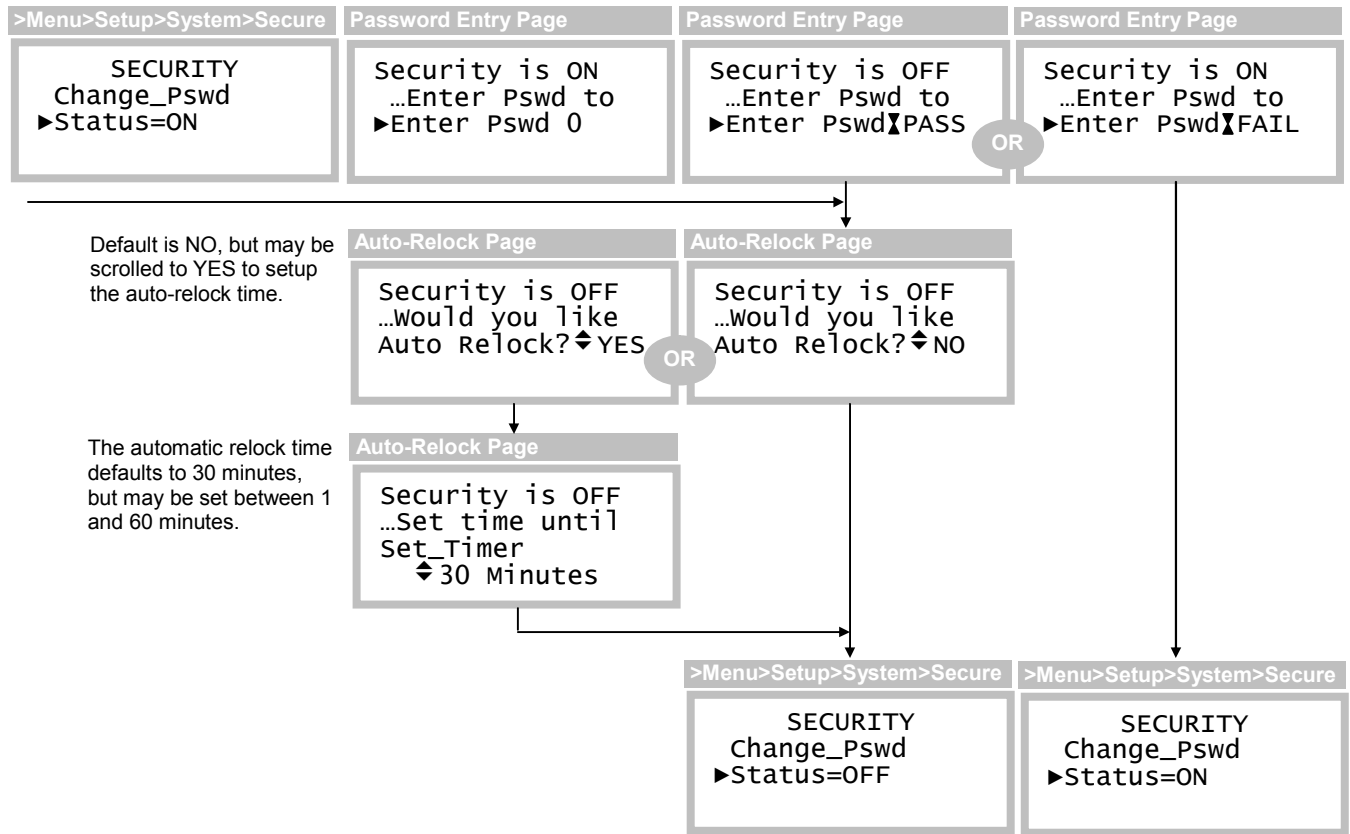 >Menu>Setup>System>Secure
SECURITY
Change_Pswd
►Status=ON
Password Entry Page
Security is ON
…Enter Pswd to
►Enter Pswd 0
Password Entry Page
Security is OFF
…Enter Pswd to
►Enter Pswd PASS
OR
Password Entry Page
Security is ON
…Enter Pswd to
►Enter Pswd FAIL
Default is NO, but may be
scrolled to YES to setup
the auto-relock time.
Auto-Relock Page
Security is OFF
…Would you like
Auto Relock? YES
OR
Auto-Relock Page
Security is OFF
…Would you like
Auto Relock? NO
The automatic relock time
defaults to 30 minutes,
but may be set between 1
and 60 minutes.
Auto-Relock Page
Security is OFF
…Set time until
Set_Timer
30 Minutes
>Menu>Setup>System>Secure
SECURITY
Change_Pswd
►Status=OFF
>Menu>Setup>System>Secure
SECURITY
Change_Pswd
►Status=ON